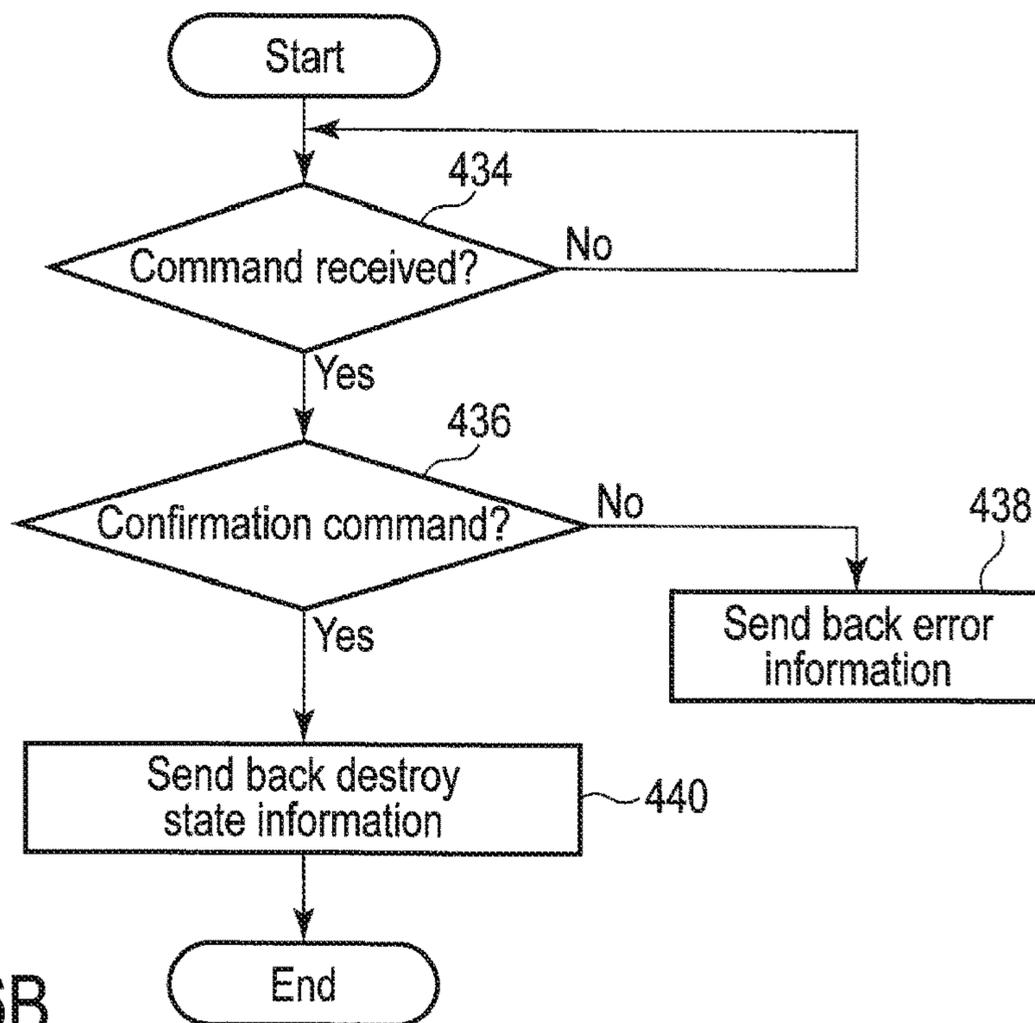 Start
434
Command received?
No
Yes
436
Confirmation command?
No
438
Send back error
information
Yes
Send back destroy
state information
440
End
6B